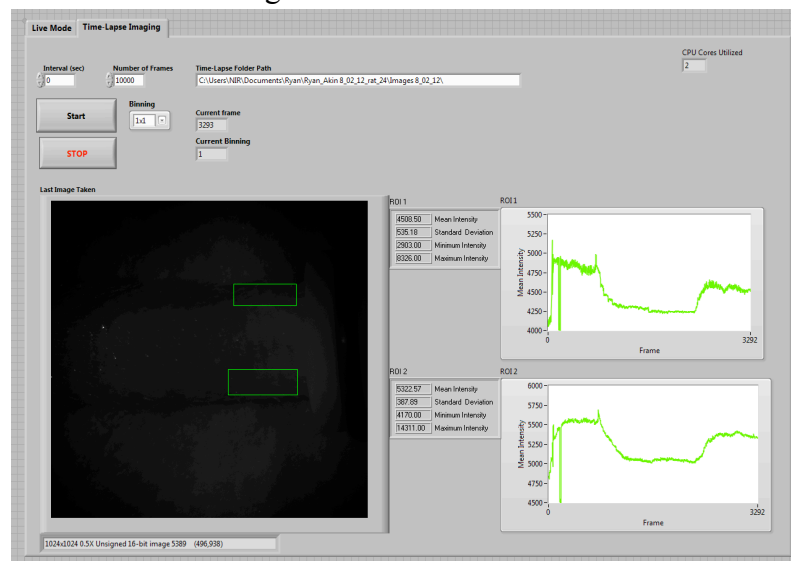 Live Mode Time-Lapse Imaging
CPU Cores Utilized
2
Interval (sec) Number of Frames Time-Lapse Folder Path
0 10000 C:\Users\NIR\Documents\Ryan\Ryan_Akin 8_02_12_rat_24\Images 8_02_12\
Start
Binning
1x1
Current frame
3293
STOP
Current Binning
1
Last Image Taken
ROI 1
4508.50 Mean Intensity
535.18 Standard Deviation
2903.00 Minimum Intensity
8326.00 Maximum Intensity
ROI 1
5500
5250
5000
4750
4500
4250
4000
Mean Intensity
0 3292
Frame
ROI 2
5322.57 Mean Intensity
387.89 Standard Deviation
4170.00 Minimum Intensity
14311.00 Maximum Intensity
ROI 2
6000
5750
5500
5250
5000
4750
4500
Mean Intensity
0 3292
Frame
1024x1024 0.5X Unsigned 16-bit image 5389 (496,938)